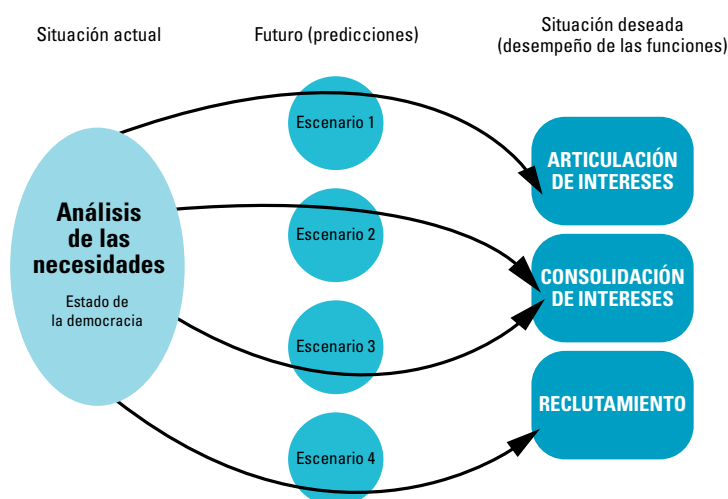 Situación actual
Futuro (predicciones)
Situación deseada
(desempeño de las funciones)
Análisis
de las
necesidades
Estado de
la democracia
Escenario 1
Escenario 2
Escenario 3
Escenario 4
ARTICULACIÓN
DE INTERESES
CONSOLIDACIÓN
DE INTERESES
RECLUTAMIENTO